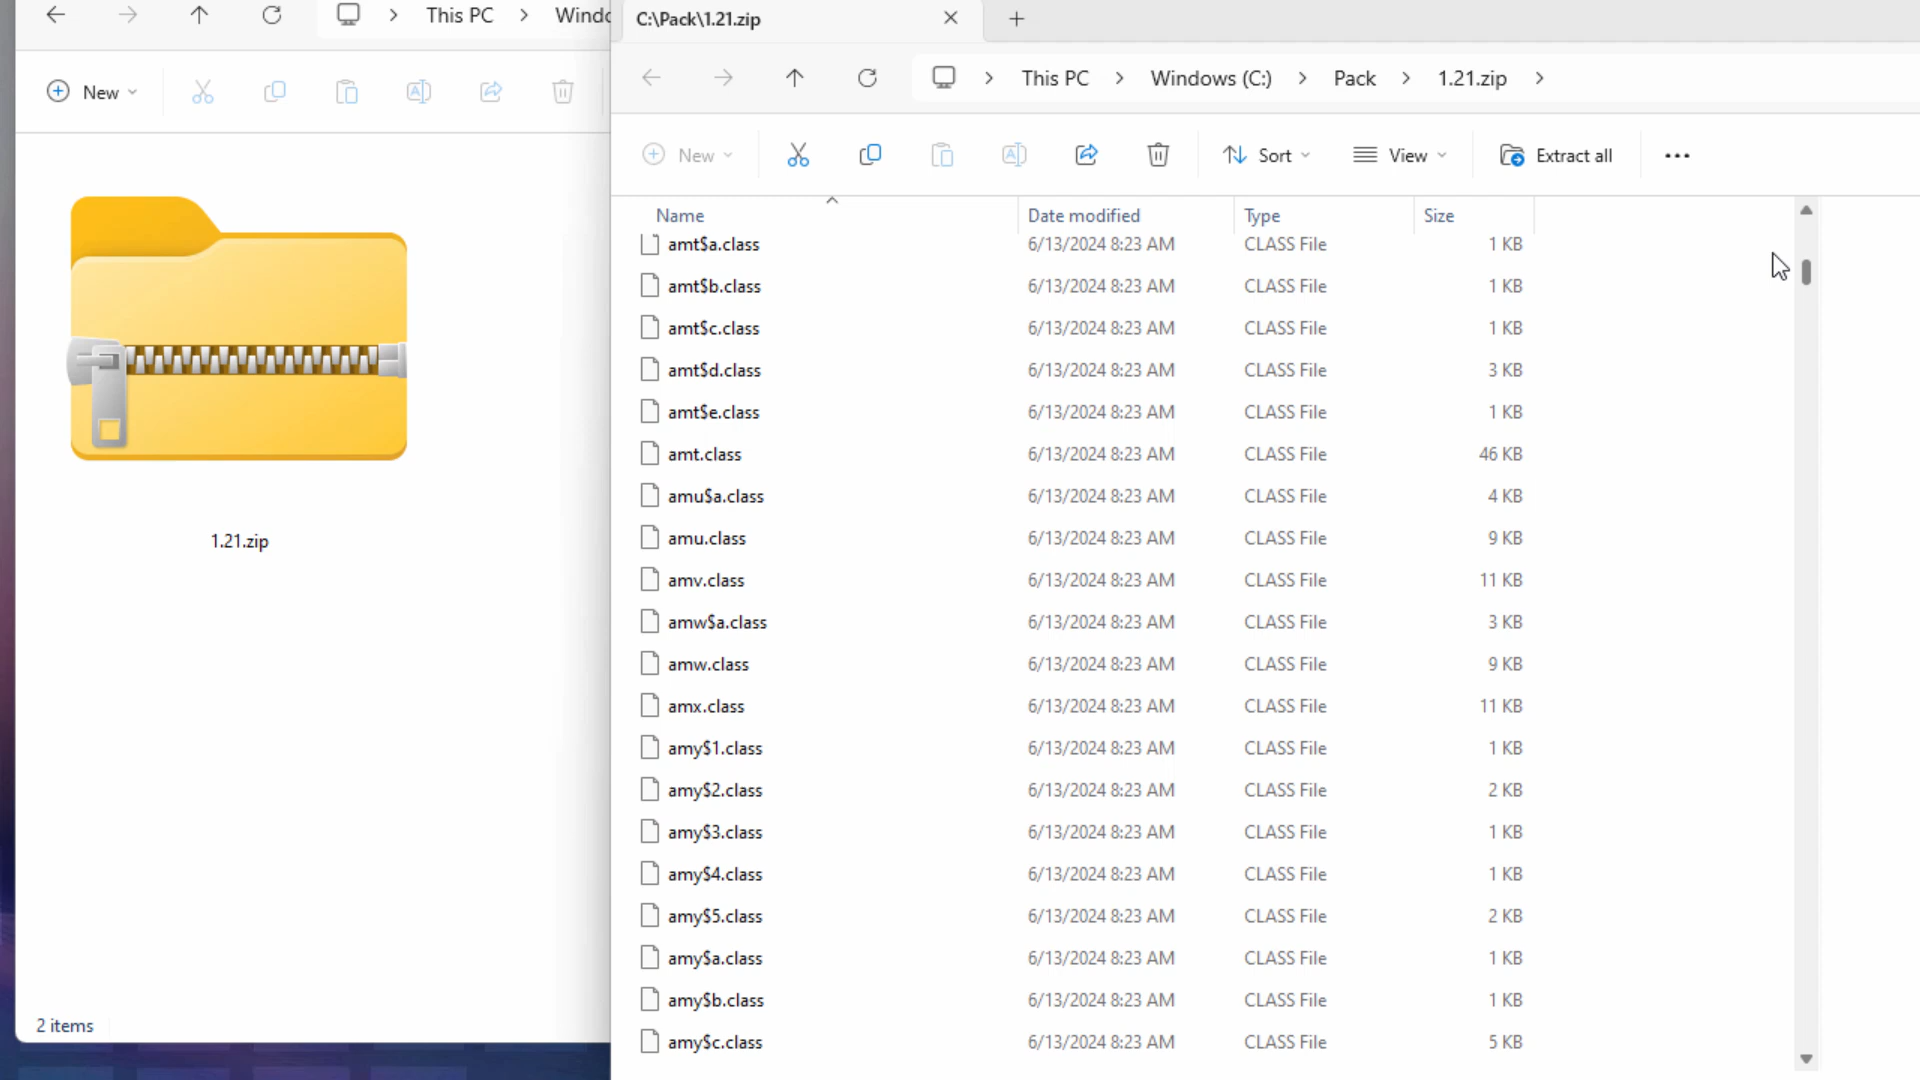 This PC > Windo
New
1.21.zip
2 items
C:\Pack\1.21.zip
This PC > Windows (C:) > Pack > 1.21.zip >
New Sort View Extract all
Name Date modified Type Size
amt$a.class 6/13/2024 8:23 AM CLASS File 1 KB
amt$b.class 6/13/2024 8:23 AM CLASS File 1 KB
amt$c.class 6/13/2024 8:23 AM CLASS File 1 KB
amt$d.class 6/13/2024 8:23 AM CLASS File 3 KB
amt$e.class 6/13/2024 8:23 AM CLASS File 1 KB
amt.class 6/13/2024 8:23 AM CLASS File 46 KB
amu$a.class 6/13/2024 8:23 AM CLASS File 4 KB
amu.class 6/13/2024 8:23 AM CLASS File 9 KB
amv.class 6/13/2024 8:23 AM CLASS File 11 KB
amw$a.class 6/13/2024 8:23 AM CLASS File 3 KB
amw.class 6/13/2024 8:23 AM CLASS File 9 KB
amx.class 6/13/2024 8:23 AM CLASS File 11 KB
amy$1.class 6/13/2024 8:23 AM CLASS File 1 KB
amy$2.class 6/13/2024 8:23 AM CLASS File 2 KB
amy$3.class 6/13/2024 8:23 AM CLASS File 1 KB
amy$4.class 6/13/2024 8:23 AM CLASS File 1 KB
amy$5.class 6/13/2024 8:23 AM CLASS File 2 KB
amy$a.class 6/13/2024 8:23 AM CLASS File 1 KB
amy$b.class 6/13/2024 8:23 AM CLASS File 1 KB
amy$c.class 6/13/2024 8:23 AM CLASS File 5 KB